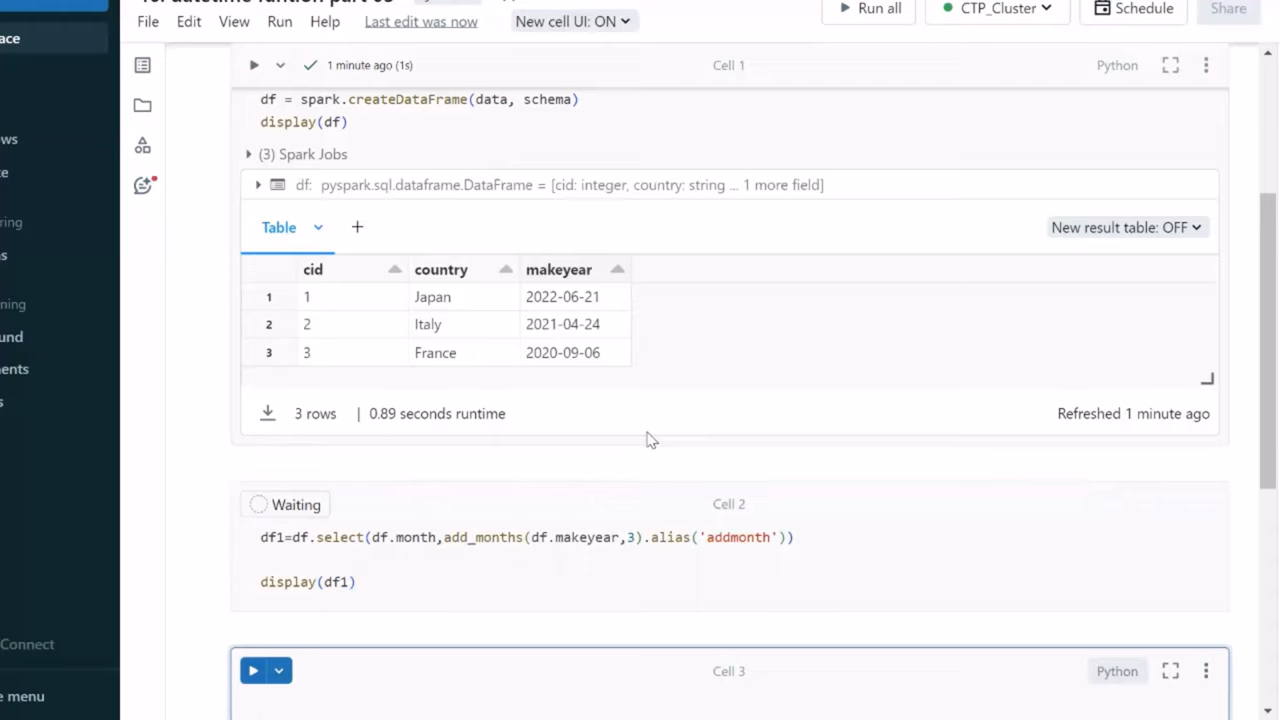 File Edit View Run Help Last edit was now New cell UI: ON
Run all CTP_Cluster Schedule Share
ace
ows
te
ring
ns
ning
und
ments
s
Connect
e menu
1 minute ago (1s) Cell 1 Python
df = spark.createDataFrame(data, schema)
display(df)
(3) Spark Jobs
df: pyspark.sql.dataframe.DataFrame = [cid: integer, country: string ... 1 more field]
Table + New result table: OFF
cid country makeyear
1 1 Japan 2022-06-21
2 2 Italy 2021-04-24
3 3 France 2020-09-06
3 rows | 0.89 seconds runtime Refreshed 1 minute ago
Waiting Cell 2
df1=df.select(df.month,add_months(df.makeyear,3).alias('addmonth'))
display(df1)
Cell 3 Python